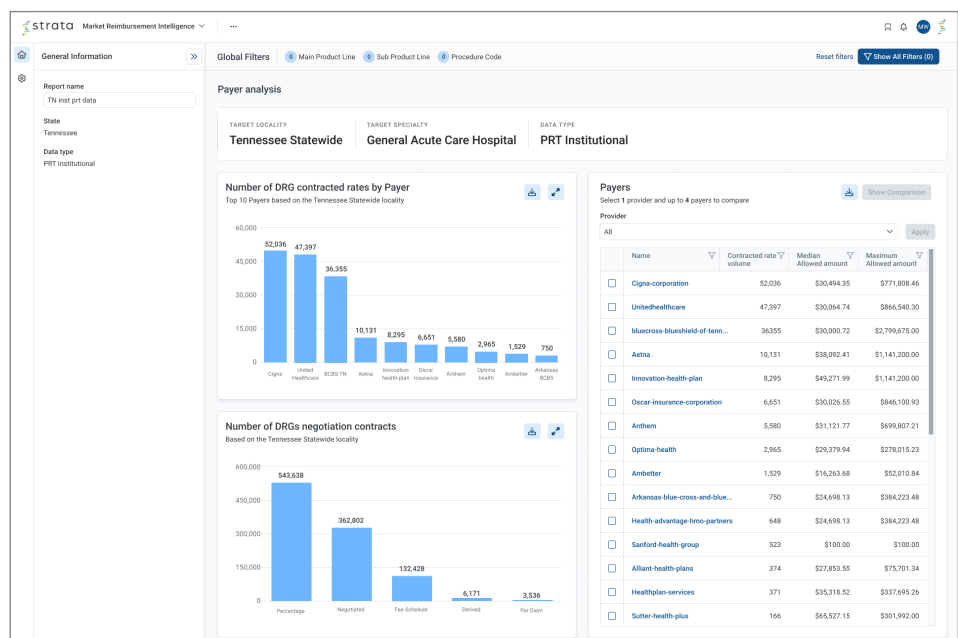 strata Market Reimbursement Intelligence ...
MW
General Information
Global Filters 0 Main Product Line 0 Sub Product Line 0 Procedure Code
Reset filters Show All Filters (0)
Report name
TN inst prt data
State
Tennessee
Data type
PRT Institutional
Payer analysis
TARGET LOCALITY
Tennessee Statewide
TARGET SPECIALTY
General Acute Care Hospital
DATA TYPE
PRT Institutional
Number of DRG contracted rates by Payer
Top 10 Payers based on the Tennessee Statewide locality
60,000
45,000
30,000
15,000
0
52,036
47,397
36,355
10,131
8,295
6,651
5,580
2,965
1,529
750
Cigna
United
Healthcare
BCBS-TN
Aetna
Innovation
health-plan
Oscar
Insurance
Anthem
Optima
health
Ambetter
Arkansas
BCBS
Number of DRGs negotiation contracts
Based on the Tennessee Statewide locality
600,000
450,000
300,000
150,000
0
543,638
362,802
132,428
6,171
3,536
Percentage
Negotiated
Fee Schedule
Derived
Per Diem
Payers
Select 1 provider and up to 4 payers to compare
Show Comparison
Provider
All
Apply
Name
Contracted rate
volume
Median
Allowed amount
Maximum
Allowed amount
Cigna-corporation 52,036 $30,494.35 $771,808.46
Unitedhealthcare 47,397 $30,064.74 $866,540.30
bluecross-blueshield-of-tenn... 36355 $30,000.72 $2,799,675.00
Aetna 10,131 $38,092.41 $1,141,200.00
Innovation-health-plan 8,295 $49,271.99 $1,141,200.00
Oscar-insurance-corporation 6,651 $30,026.55 $846,100.93
Anthem 5,580 $31,121.77 $699,807.21
Optima-health 2,965 $29,379.94 $278,015.23
Ambetter 1,529 $16,263.68 $52,010.84
Arkansas-blue-cross-and-blue... 750 $24,698.13 $384,223.48
Health-advantage-hmo-partners 648 $24,698.13 $384,223.48
Sanford-health-group 523 $100.00 $100.00
Alliant-health-plans 374 $27,853.55 $75,701.34
Healthplan-services 371 $35,318.52 $337,695.26
Sutter-health-plus 166 $65,527.15 $301,992.00